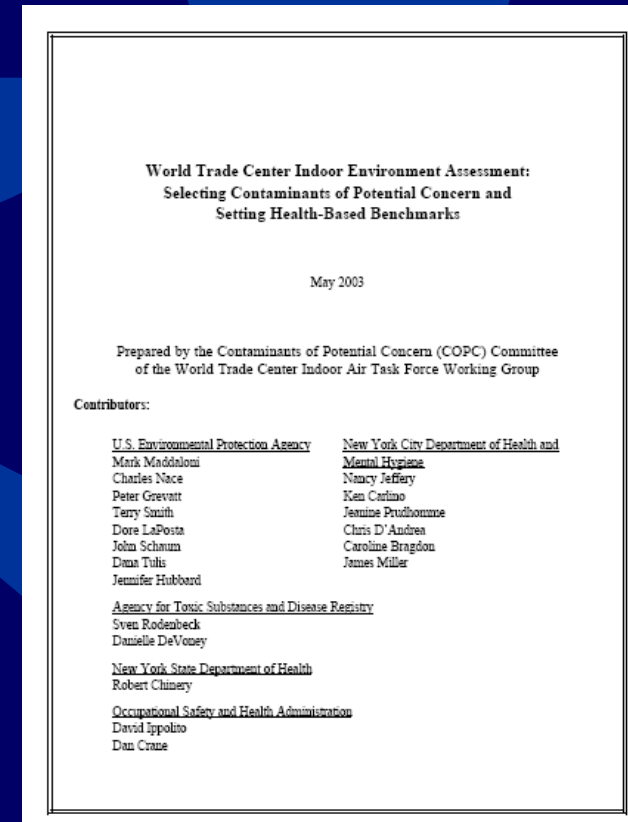 World Trade Center Indoor Environment Assessment:
Selecting Contaminants of Potential Concern and
Setting Health-Based Benchmarks
May 2003
Prepared by the Contaminants of Potential Concern (COPC) Committee
of the World Trade Center Indoor Air Task Force Working Group
Contributors:
U.S. Environmental Protection Agency
Mark Maddaloni
Charles Nace
Peter Grevatt
Terry Smith
Dore LaPosta
John Schaum
Dana Tulis
Jennifer Hubbard
New York City Department of Health and
Mental Hygiene
Nancy Jeffery
Ken Carlino
Jeanine Prudhomme
Chris D'Andrea
Caroline Bragdon
James Miller
Agency for Toxic Substances and Disease Registry
Sven Rodenbeck
Danielle DeVoney
New York State Department of Health
Robert Chinery
Occupational Safety and Health Administration
David Ippolito
Dan Crane